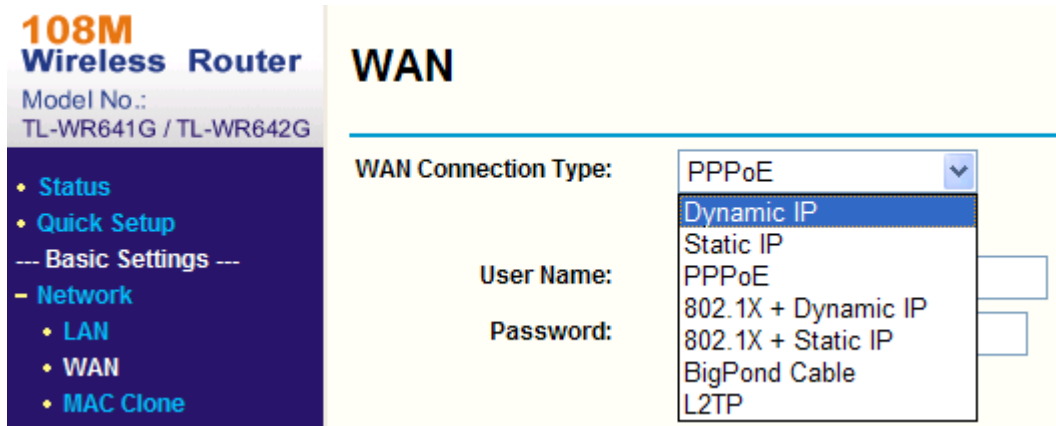 108M
Wireless Router
Model No.:
TL-WR641G / TL-WR642G
• Status
• Quick Setup
--- Basic Settings ---
– Network
• LAN
• WAN
• MAC Clone
WAN
WAN Connection Type:
PPPoE
Dynamic IP
Static IP
PPPoE
802.1X + Dynamic IP
802.1X + Static IP
BigPond Cable
L2TP
User Name:
Password: